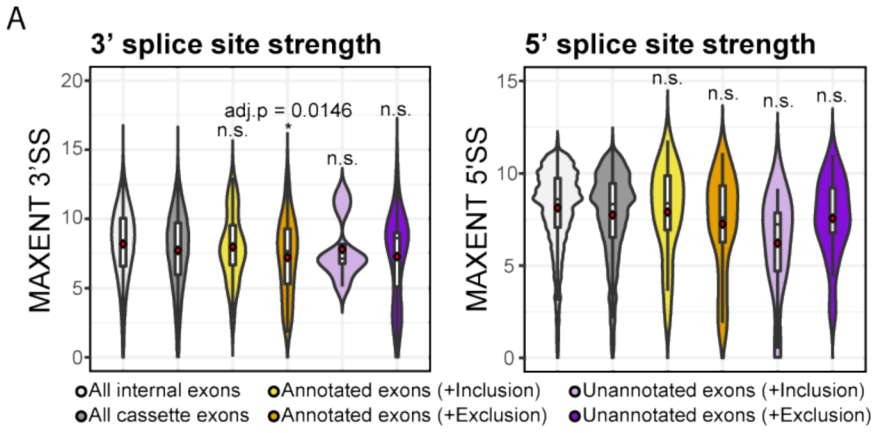 A
3’ splice site strength
5’ splice site strength
MAXENT 3’SS
20
15
10
5
0
n.s.
adj.p = 0.0146
*
n.s.
n.s.
MAXENT 5'SS
15
10
5
0
n.s.
n.s.
n.s.
n.s.
All internal exons
Annotated exons (+Inclusion)
Unannotated exons (+Inclusion)
All cassette exons
Annotated exons (+Exclusion)
Unannotated exons (+Exclusion)